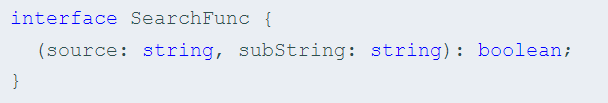 interface SearchFunc {
  (source: string, subString: string): boolean;
}